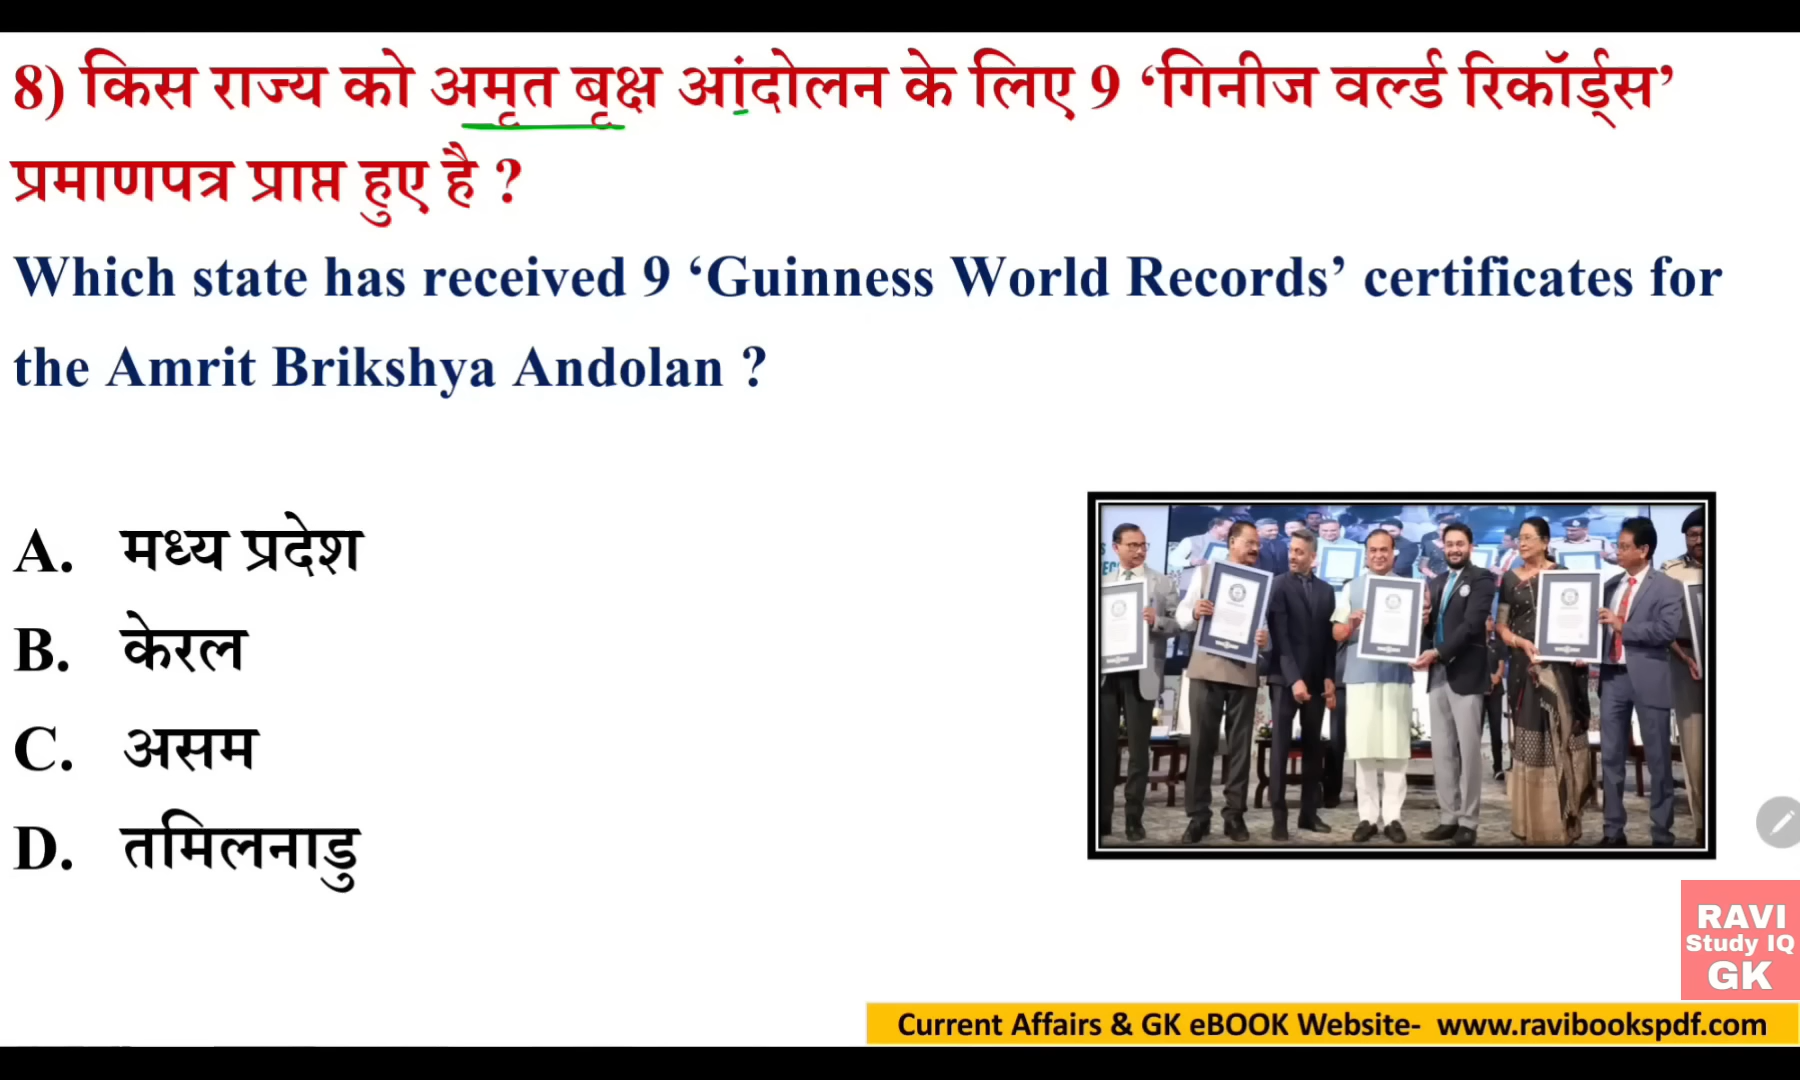 8) किस राज्य को अमृत बृक्ष आंदोलन के लिए 9 ‘गिनीज वर्ल्ड रिकॉर्ड्स’
प्रमाणपत्र प्राप्त हुए है ?
Which state has received 9 ‘Guinness World Records’ certificates for
the Amrit Brikshya Andolan ?
A. मध्य प्रदेश
B. केरल
C. असम
D. तमिलनाडु
RAVI
Study IQ
GK
Current Affairs & GK eBOOK Website- www.ravibookspdf.com